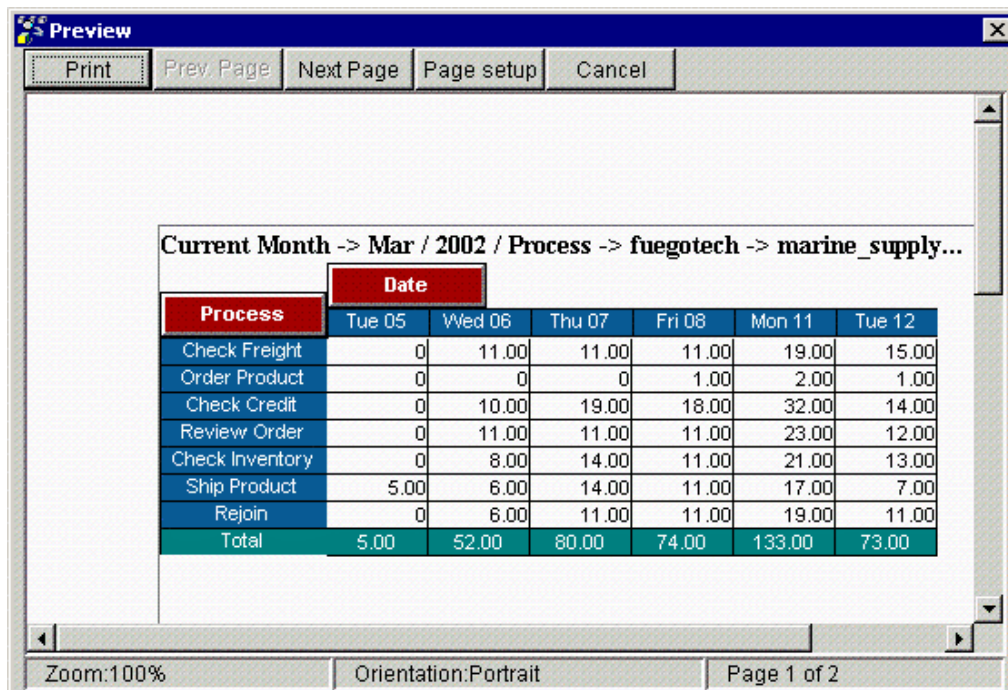 Preview
Print Prev. Page Next Page Page setup Cancel
Current Month -> Mar / 2002 / Process -> fuegotech -> marine_supply...
Date
Process Tue 05 Wed 06 Thu 07 Fri 08 Mon 11 Tue 12
Check Freight 0 11.00 11.00 11.00 19.00 15.00
Order Product 0 0 0 1.00 2.00 1.00
Check Credit 0 10.00 19.00 18.00 32.00 14.00
Review Order 0 11.00 11.00 11.00 23.00 12.00
Check Inventory 0 8.00 14.00 11.00 21.00 13.00
Ship Product 5.00 6.00 14.00 11.00 17.00 7.00
Rejoin 0 6.00 11.00 11.00 19.00 11.00
Total 5.00 52.00 80.00 74.00 133.00 73.00
Zoom:100% Orientation:Portrait Page 1 of 2